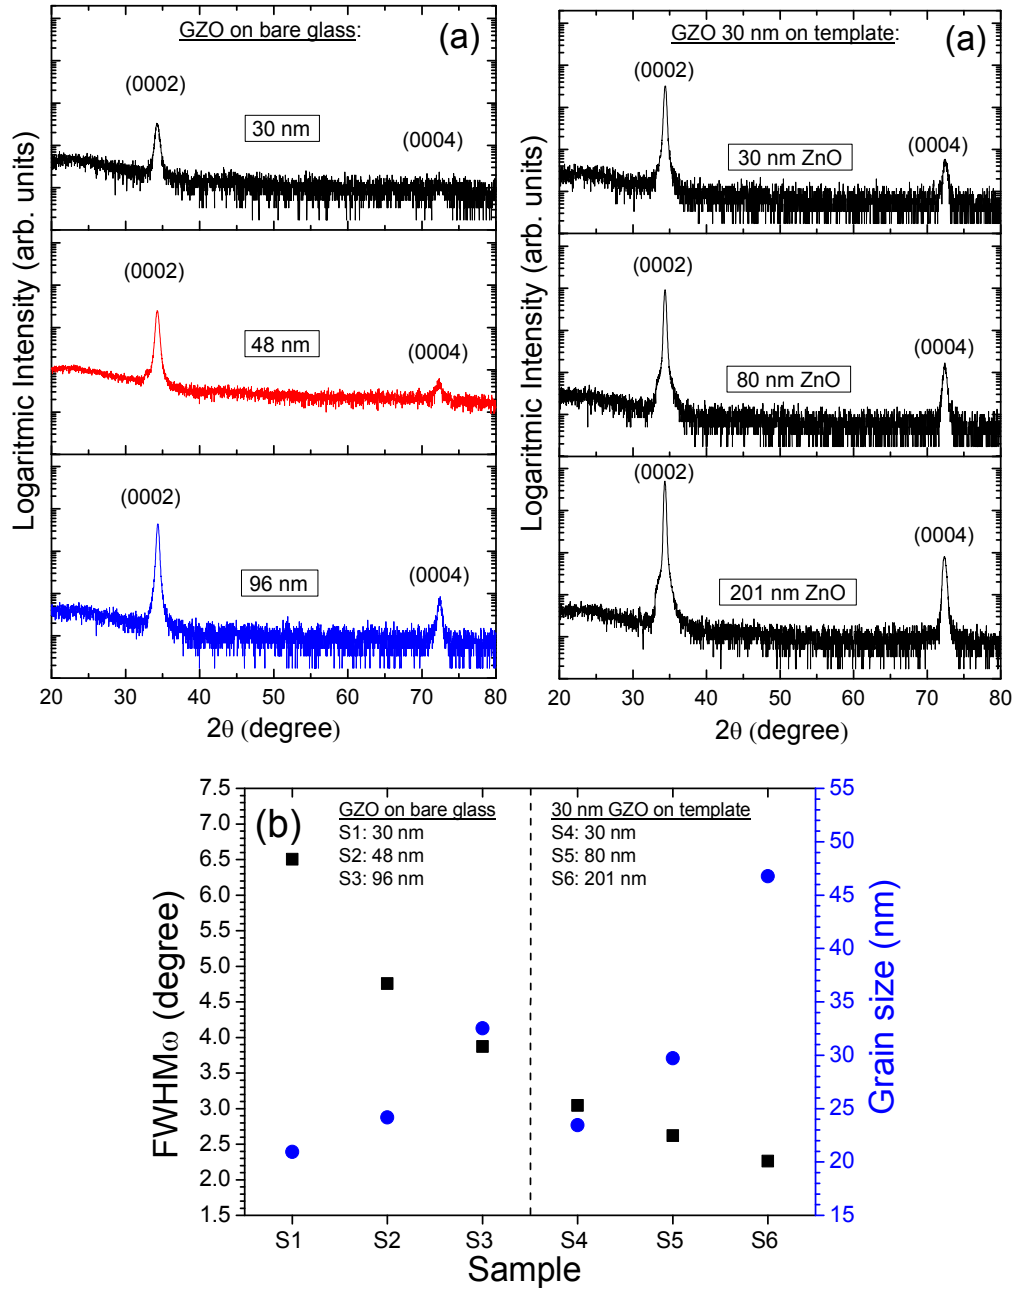 GZO on bare glass:
(a)
(0002)
30 nm
(0004)
(0002)
48 nm
(0004)
(0002)
96 nm
(0004)
Logaritmic Intensity (arb. units)
20 30 40 50 60 70 80
2θ (degree)
GZO 30 nm on template:
(a)
(0002)
30 nm ZnO
(0004)
(0002)
80 nm ZnO
(0004)
(0002)
201 nm ZnO
(0004)
Logaritmic Intensity (arb. units)
20 30 40 50 60 70 80
2θ (degree)
(b)
GZO on bare glass
S1: 30 nm
S2: 48 nm
S3: 96 nm
30 nm GZO on template
S4: 30 nm
S5: 80 nm
S6: 201 nm
FWHMω (degree)
7.5
7.0
6.5
6.0
5.5
5.0
4.5
4.0
3.5
3.0
2.5
2.0
1.5
Grain size (nm)
55
50
45
40
35
30
25
20
15
S1 S2 S3 S4 S5 S6
Sample